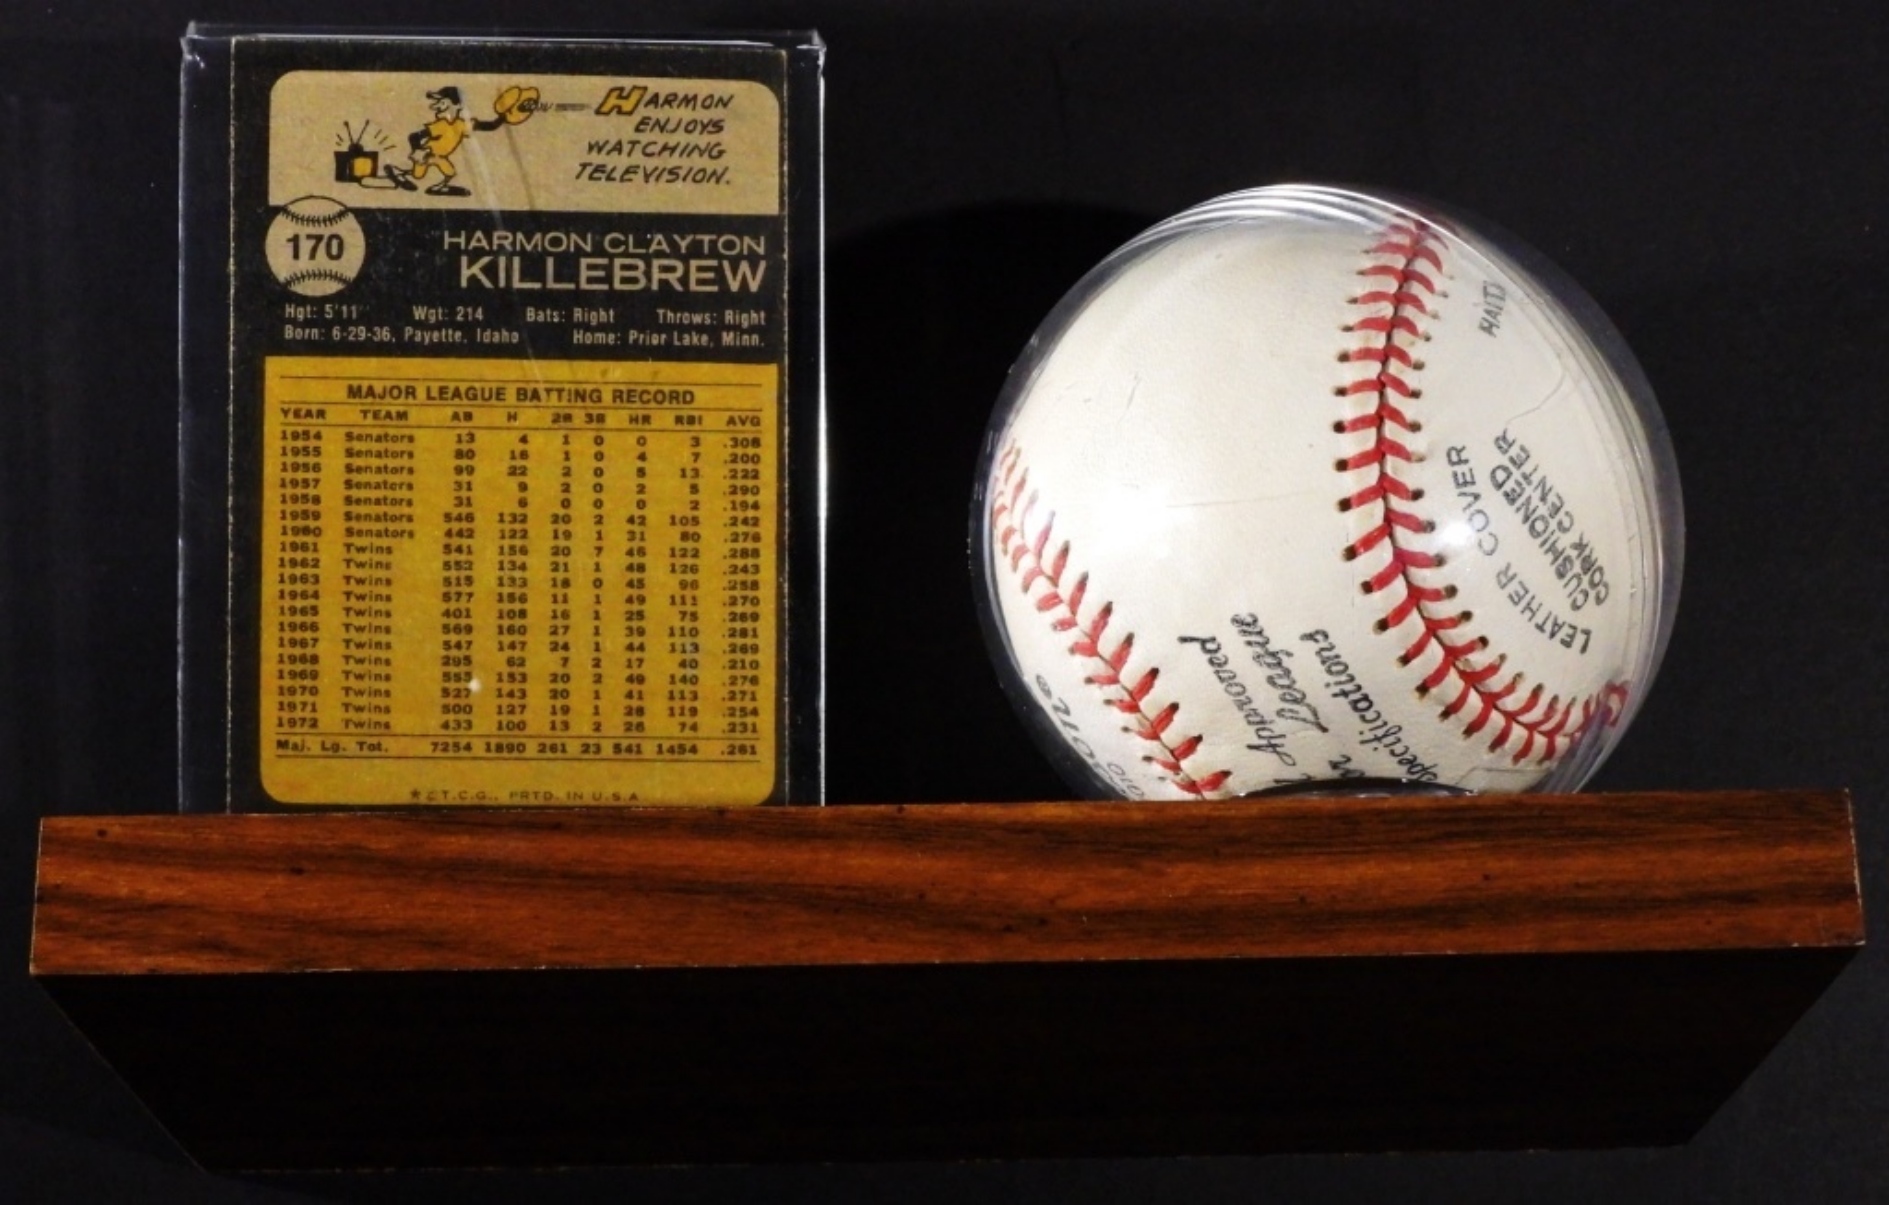 HARMON
ENJOYS
WATCHING
TELEVISION.
170
HARMON CLAYTON
KILLEBREW
Hgt: 5'11" Wgt: 214 Bats: Right Throws: Right
Born: 6-29-36, Payette, Idaho Home: Prior Lake, Minn.
MAJOR LEAGUE BATTING RECORD
YEAR TEAM AB H 2B 3B HR RBI AVG
1954 Senators 13 4 1 0 0 3 .308
1955 Senators 80 16 1 0 4 7 .200
1956 Senators 99 22 2 0 5 13 .222
1957 Senators 31 9 2 0 2 5 .290
1958 Senators 31 6 0 0 0 2 .194
1959 Senators 546 132 20 2 42 105 .242
1960 Senators 442 122 19 1 31 80 .276
1961 Twins 541 156 20 7 46 122 .288
1962 Twins 552 134 21 1 48 126 .243
1963 Twins 515 133 18 0 45 96 .258
1964 Twins 577 156 11 1 49 111 .270
1965 Twins 401 108 16 1 25 75 .269
1966 Twins 569 160 27 1 39 110 .281
1967 Twins 547 147 24 1 44 113 .269
1968 Twins 295 62 7 2 17 40 .210
1969 Twins 553 153 20 2 49 140 .276
1970 Twins 527 143 20 1 41 113 .271
1971 Twins 500 127 19 1 28 119 .254
1972 Twins 433 100 13 2 26 74 .231
Maj. Lg. Tot. 7254 1890 261 23 541 1454 .261
★ © T.C.G., PRTD. IN U.S.A.
HAITI
LEATHER COVER
CUSHIONED
CORK CENTER
Approved
League
Specifications